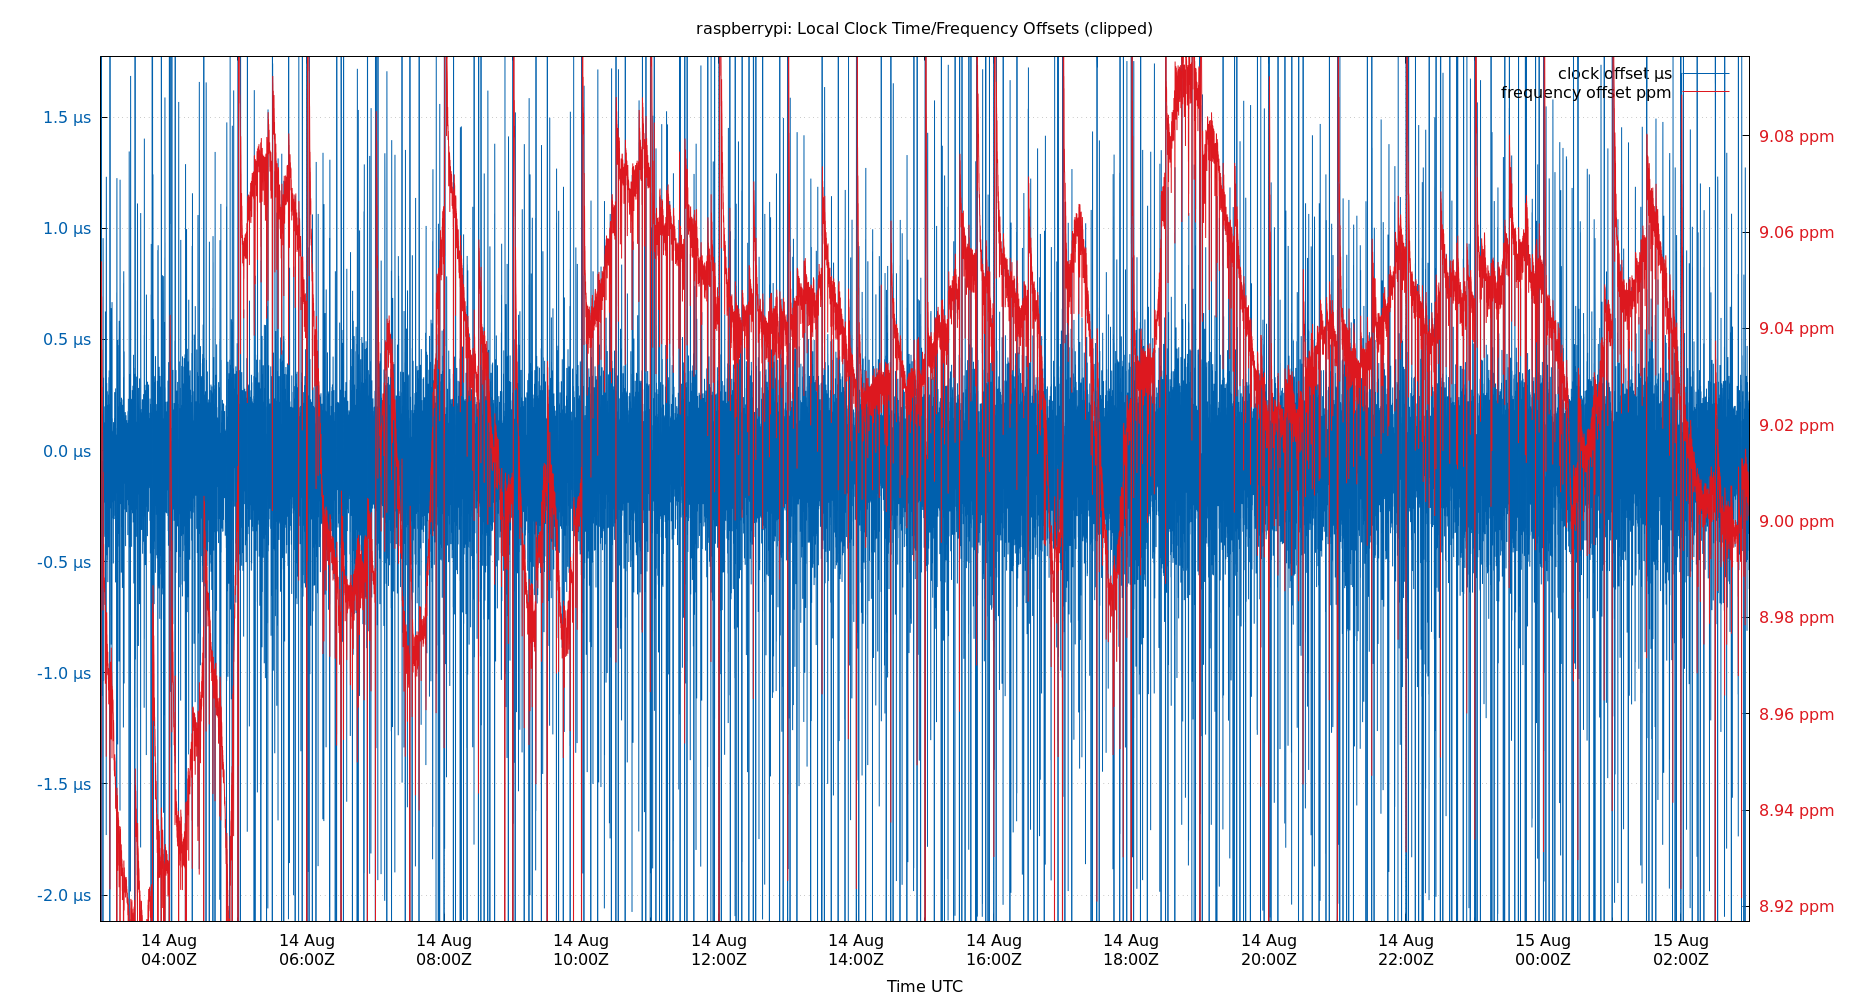 raspberrypi: Local Clock Time/Frequency Offsets (clipped)
clock offset µs
frequency offset ppm
1.5 µs
1.0 µs
0.5 µs
0.0 µs
-0.5 µs
-1.0 µs
-1.5 µs
-2.0 µs
9.08 ppm
9.06 ppm
9.04 ppm
9.02 ppm
9.00 ppm
8.98 ppm
8.96 ppm
8.94 ppm
8.92 ppm
14 Aug 14 Aug 14 Aug 14 Aug 14 Aug 14 Aug 14 Aug 14 Aug 14 Aug 14 Aug 15 Aug 15 Aug
04:00Z 06:00Z 08:00Z 10:00Z 12:00Z 14:00Z 16:00Z 18:00Z 20:00Z 22:00Z 00:00Z 02:00Z
Time UTC